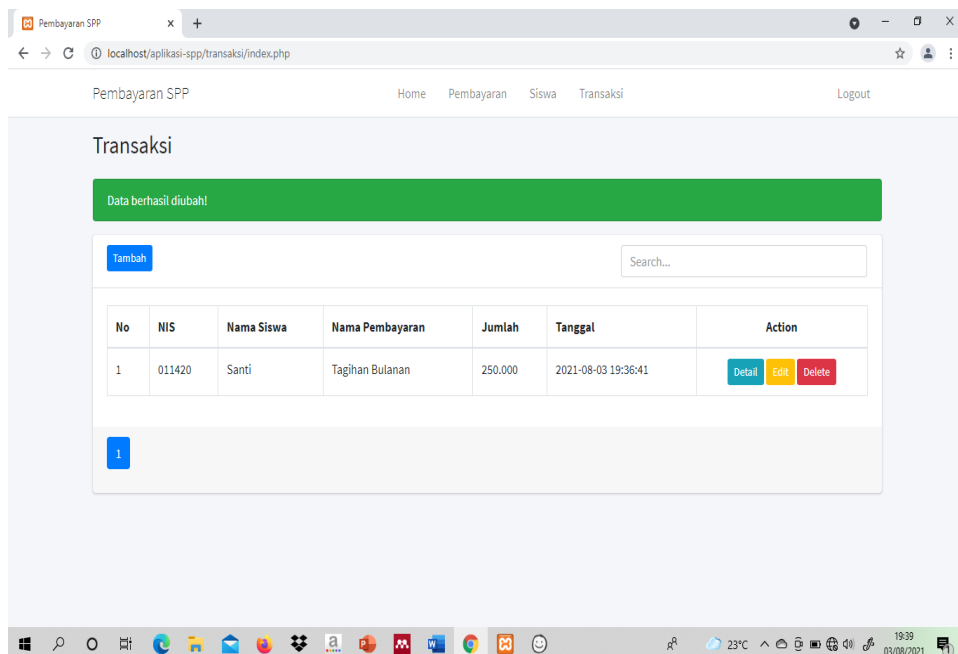 Pembayaran SPP
localhost/aplikasi-spp/transaksi/index.php
Pembayaran SPP Home Pembayaran Siswa Transaksi Logout
Transaksi
Data berhasil diubah!
Tambah Search...
No NIS Nama Siswa Nama Pembayaran Jumlah Tanggal Action
1 011420 Santi Tagihan Bulanan 250.000 2021-08-03 19:36:41 Detail Edit Delete
1
23°C 19:39
03/08/2021